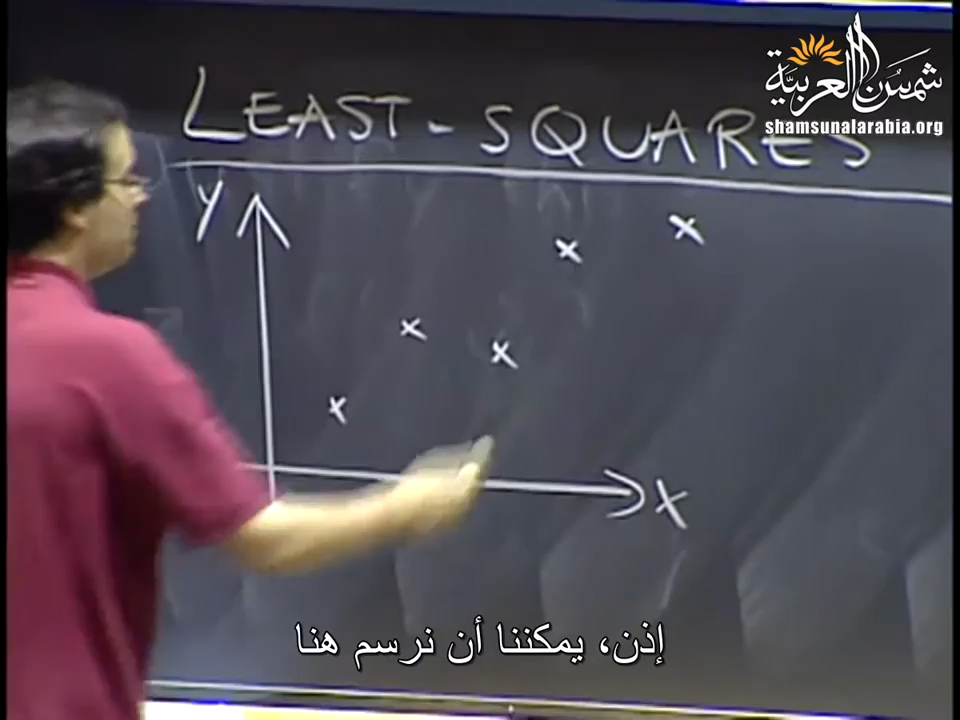 شمس العربية
shamsunalarabia.org
LEAST-SQUARES
y
x
إذن، يمكننا أن نرسم هنا